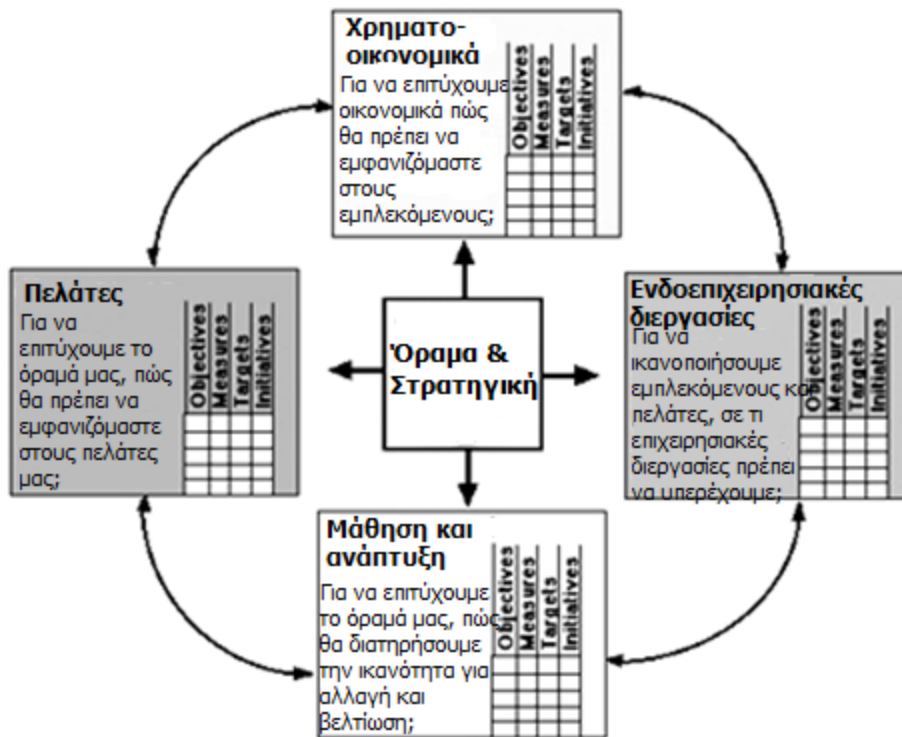 Χρηματο-
οικονομικά
Για να επιτύχουμε
οικονομικά πώς
θα πρέπει να
εμφανιζόμαστε
στους
εμπλεκόμενους;
Objectives
Measures
Targets
Initiatives
Πελάτες
Για να
επιτύχουμε το
όραμά μας, πώς
θα πρέπει να
εμφανιζόμαστε
στους πελάτες
μας;
Objectives
Measures
Targets
Initiatives
Όραμα &
Στρατηγική
Ενδοεπιχειρησιακές
διεργασίες
Για να
ικανοποιήσουμε
εμπλεκόμενους και
πελάτες, σε τι
επιχειρησιακές
διεργασίες πρέπει
να υπερέχουμε;
Objectives
Measures
Targets
Initiatives
Μάθηση και
ανάπτυξη
Για να επιτύχουμε
το όραμά μας, πώς
θα διατηρήσουμε
την ικανότητα για
αλλαγή και
βελτίωση;
Objectives
Measures
Targets
Initiatives